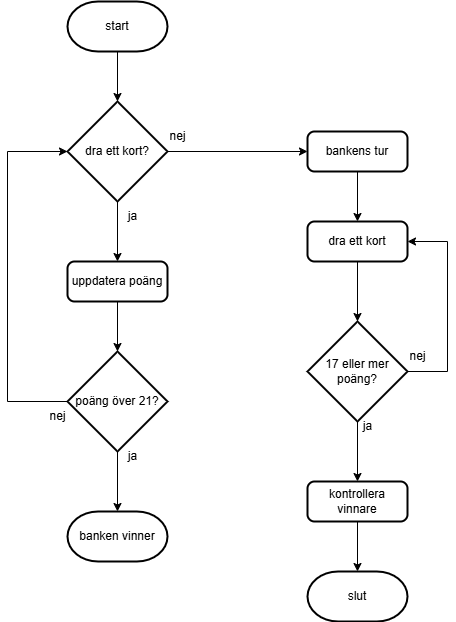 start
dra ett kort?
nej
ja
uppdatera poäng
poäng över 21?
nej
ja
banken vinner
bankens tur
dra ett kort
17 eller mer
poäng?
nej
ja
kontrollera
vinnare
slut